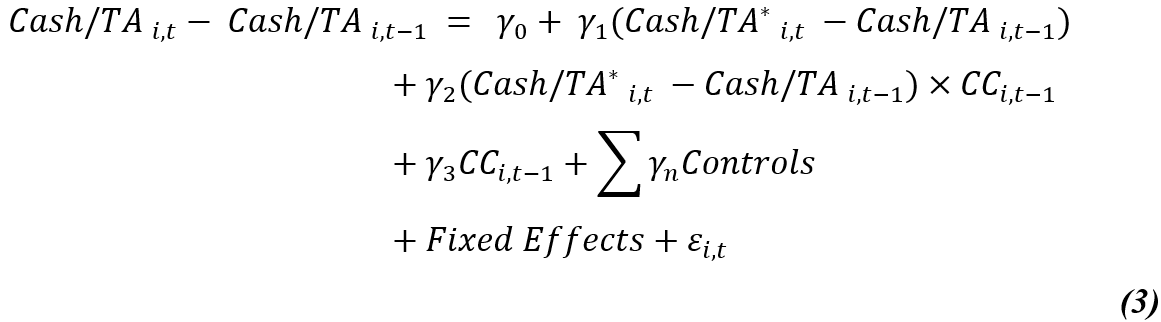 Cash/TA i,t − Cash/TA i,t−1 = γ0 + γ1(Cash/TA* i,t − Cash/TA i,t−1)
+ γ2(Cash/TA* i,t − Cash/TA i,t−1) × CCi,t−1
+ γ3CCi,t−1 + ∑ γnControls
+ Fixed Effects + εi,t
(3)